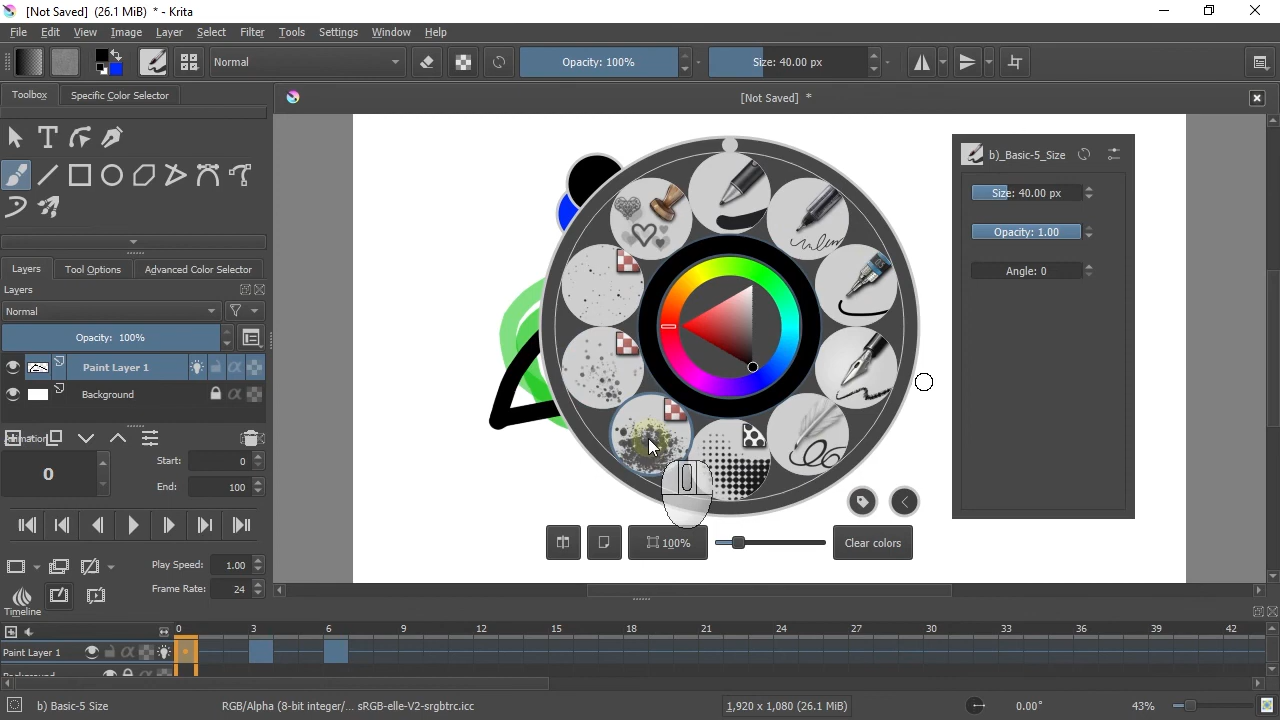 [Not Saved] (26.1 MiB) * - Krita
File Edit View Image Layer Select Filter Tools Settings Window Help
Normal Opacity: 100% Size: 40.00 px
Toolbox Specific Color Selector
[Not Saved] *
b)_Basic-5_Size
Size: 40.00 px
Opacity: 1.00
Angle: 0
Layers Tool Options Advanced Color Selector
Layers
Normal
Opacity: 100%
Paint Layer 1
Background
Animation
0 Start: 0
End: 100
100% Clear colors
Play Speed: 1.00
Frame Rate: 24
Timeline
0 3 6 9 12 15 18 21 24 27 30 33 36 39 42
Paint Layer 1
Background
b) Basic-5 Size RGB/Alpha (8-bit integer/... sRGB-elle-V2-srgbtrc.icc 1,920 x 1,080 (26.1 MiB) 0.00° 43%